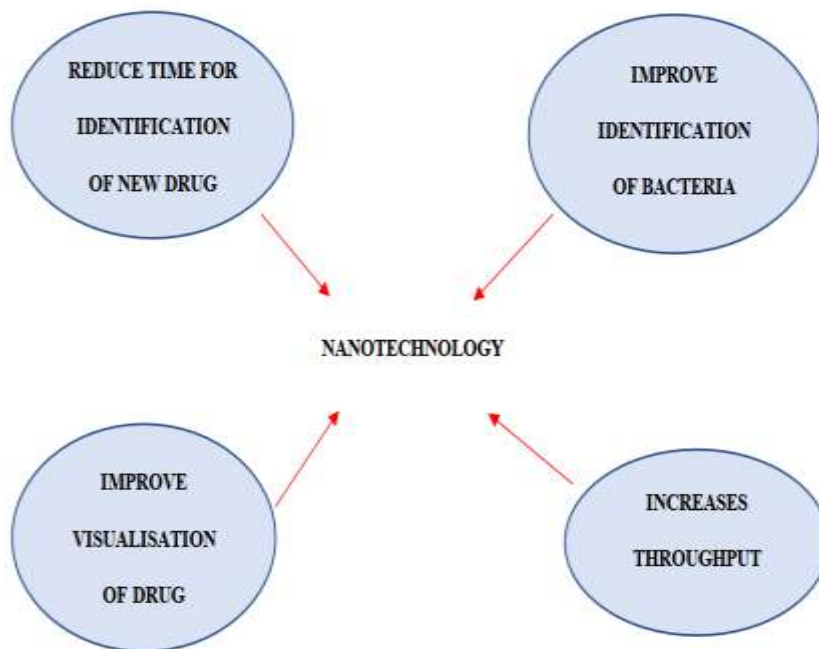 REDUCE TIME FOR
IDENTIFICATION
OF NEW DRUG
IMPROVE
IDENTIFICATION
OF BACTERIA
NANOTECHNOLOGY
IMPROVE
VISUALISATION
OF DRUG
INCREASES
THROUGHPUT